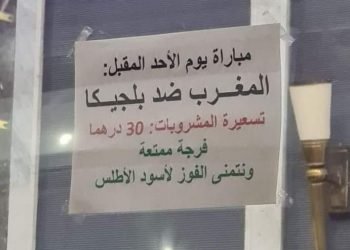 مباراة يوم الأحد المقبل:
المغرب ضد بلجيكا
تسعيرة المشروبات: 30 درهما
فرجة ممتعة
ونتمنى الفوز لأسود الأطلس